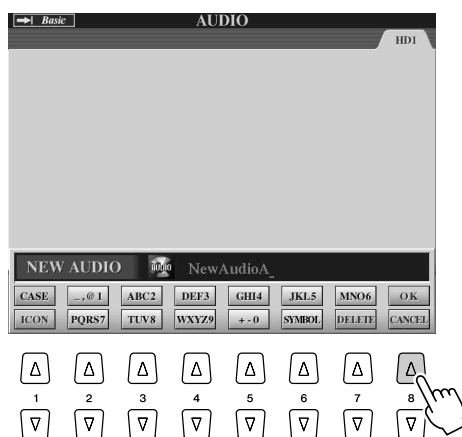 Basic AUDIO
HD1
NEW AUDIO AUDIO NewAudioA_
CASE _,@1 ABC2 DEF3 GHI4 JKL5 MNO6 OK
ICON PQRS7 TUV8 WXYZ9 +-0 SYMBOL DELETE CANCEL
1 2 3 4 5 6 7 8